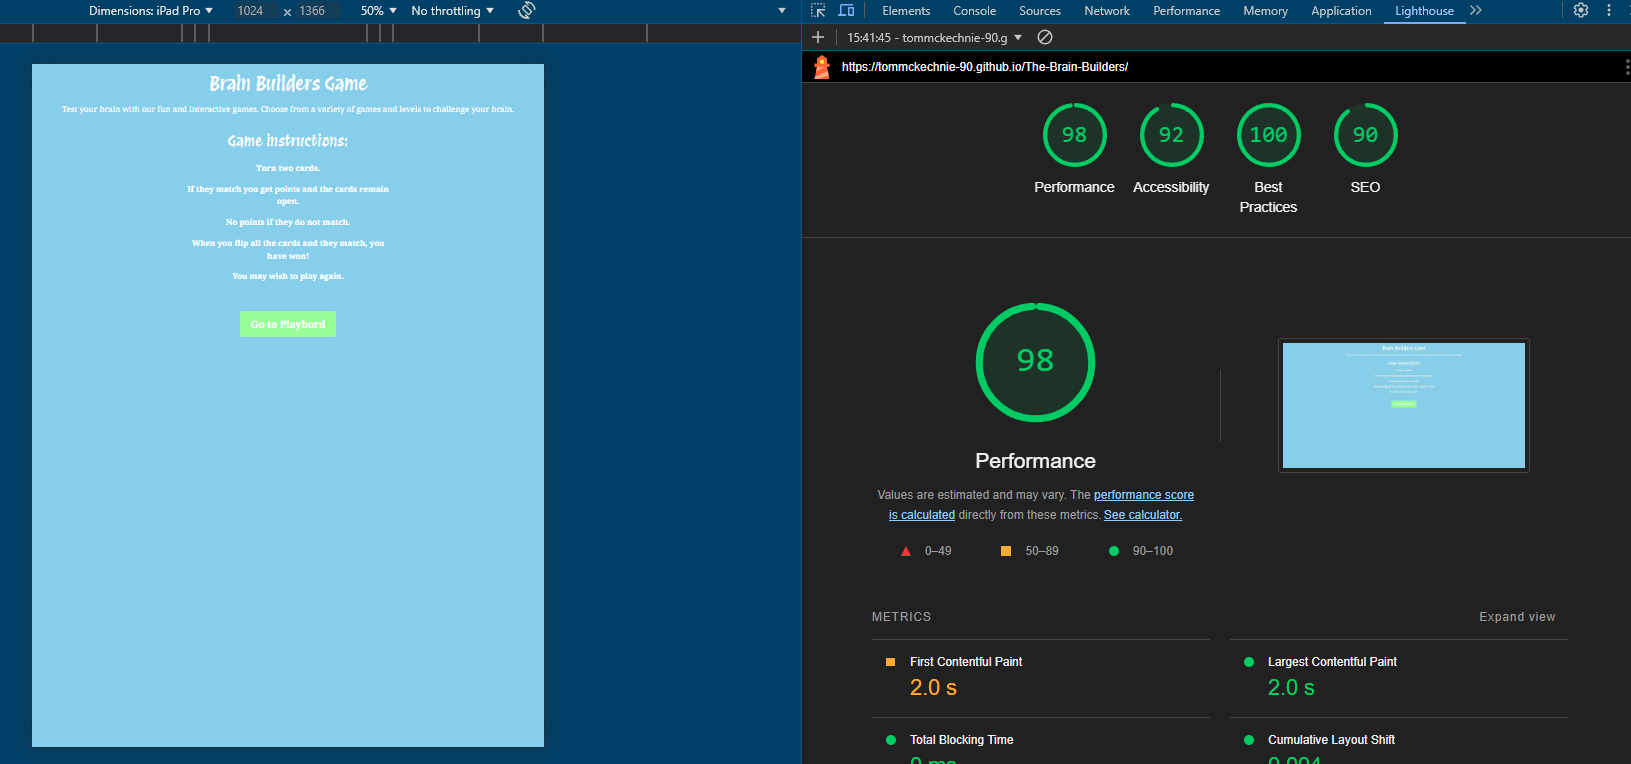 Dimensions: iPad Pro
1024 × 1366
50%
No throttling
Elements
Console
Sources
Network
Performance
Memory
Application
Lighthouse
15:41:45 - tommckechnie-90.g
https://tommckechnie-90.github.io/The-Brain-Builders/
Brain Builders Game
Test your brain with our fun and interactive games. Choose from a variety of games and levels to challenge your brain.
Game instructions:
Turn two cards.
If they match you get points and the cards remain
open.
No points if they do not match.
When you flip all the cards and they match, you
have won!
You may wish to play again.
Go to Playbord
98
92
100
90
Performance
Accessibility
Best
Practices
SEO
98
Performance
Values are estimated and may vary. The performance score
is calculated directly from these metrics. See calculator.
0–49
50–89
90–100
METRICS
Expand view
First Contentful Paint
2.0 s
Largest Contentful Paint
2.0 s
Total Blocking Time
Cumulative Layout Shift